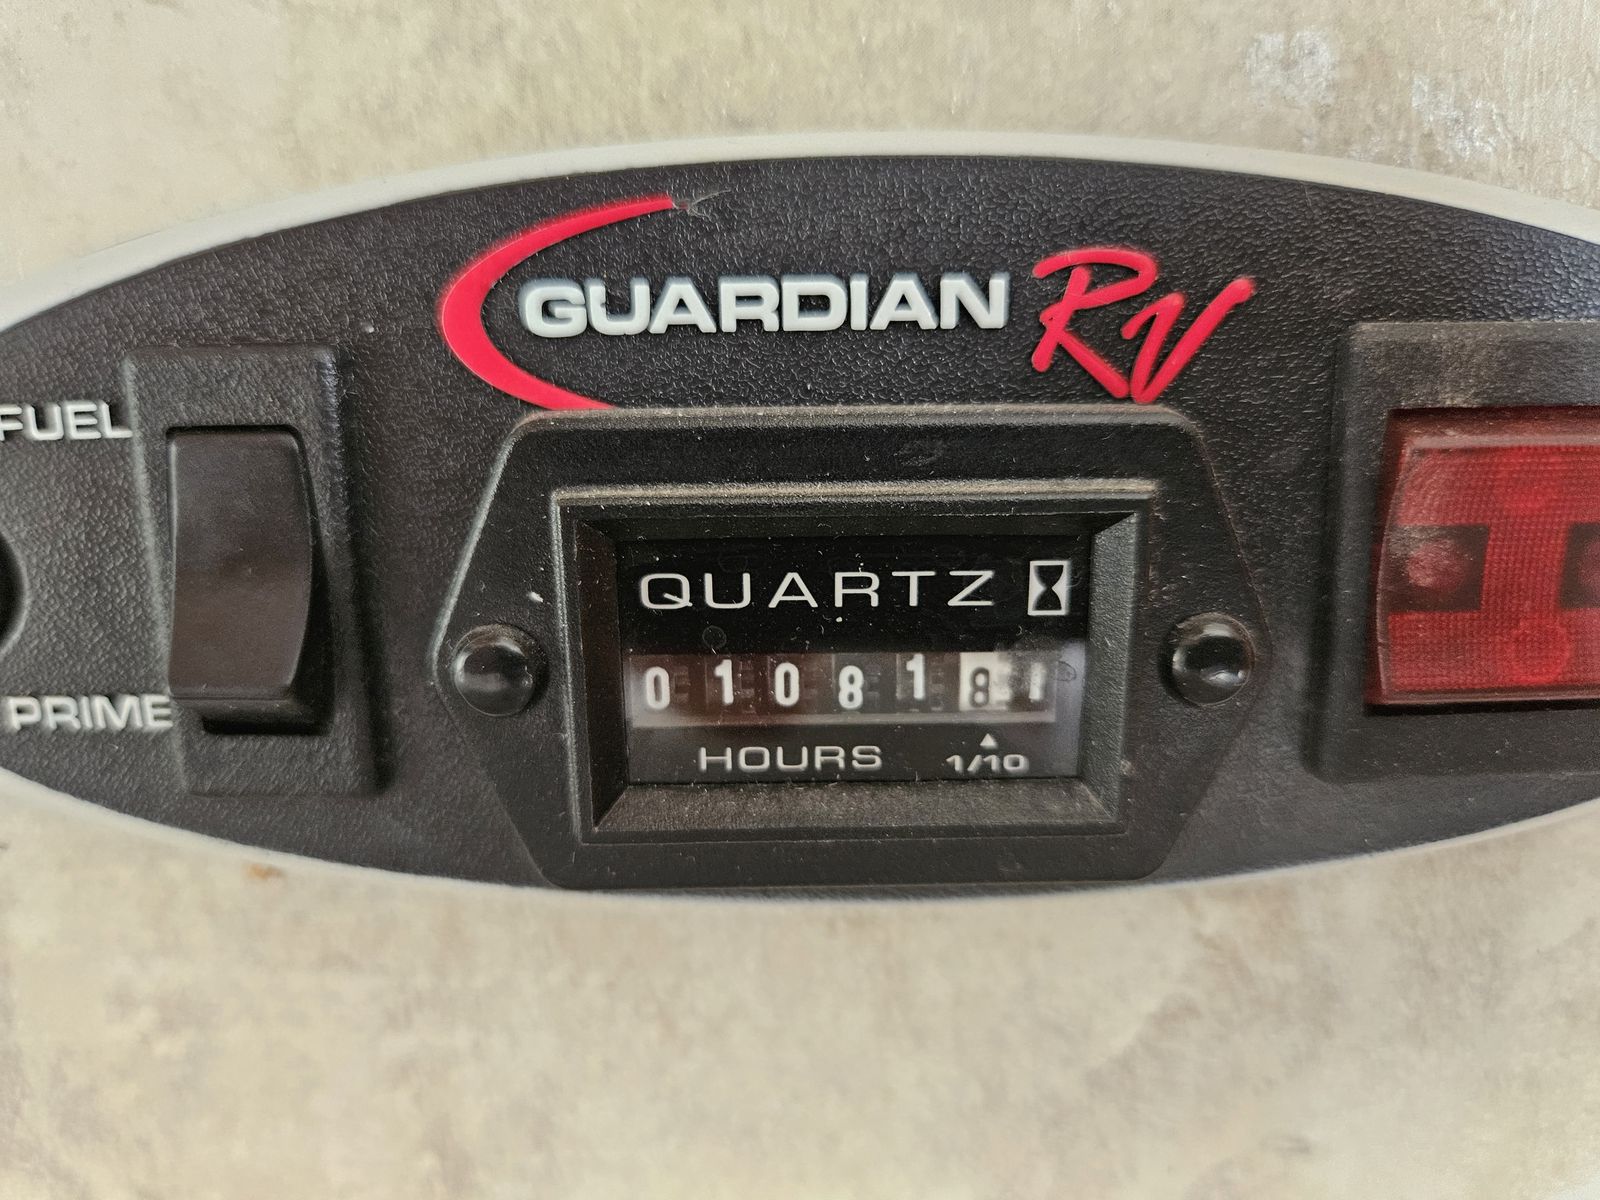 GUARDIAN RV
FUEL
QUARTZ
010818
PRIME
HOURS 1/10